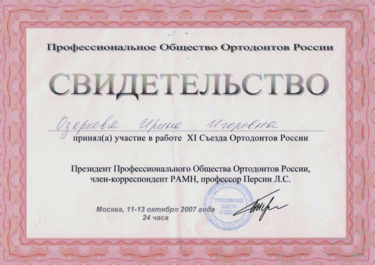 Профессиональное Общество Ортодонтов России
СВИДЕТЕЛЬСТВО
Озеркова Ирина Игоревна
принял(а) участие в работе XI Съезда Ортодонтов России
Президент Профессионального Общества Ортодонтов России,
член-корреспондент РАМН, профессор Персин Л.С.
Москва, 11-13 октября 2007 года
24 часа